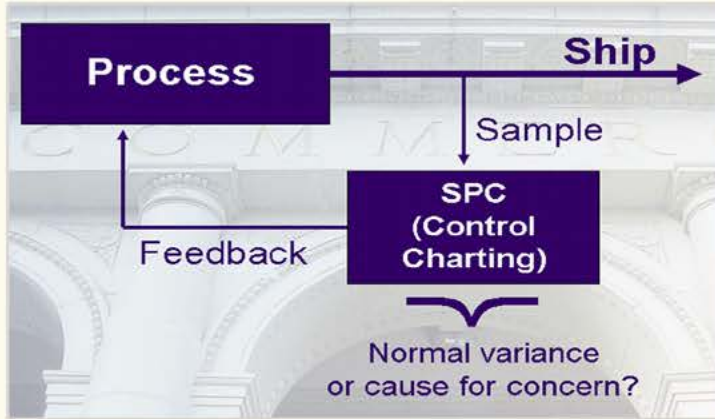 Process
Ship
Sample
SPC
(Control
Charting)
Feedback
Normal variance
or cause for concern?
C O M M E R